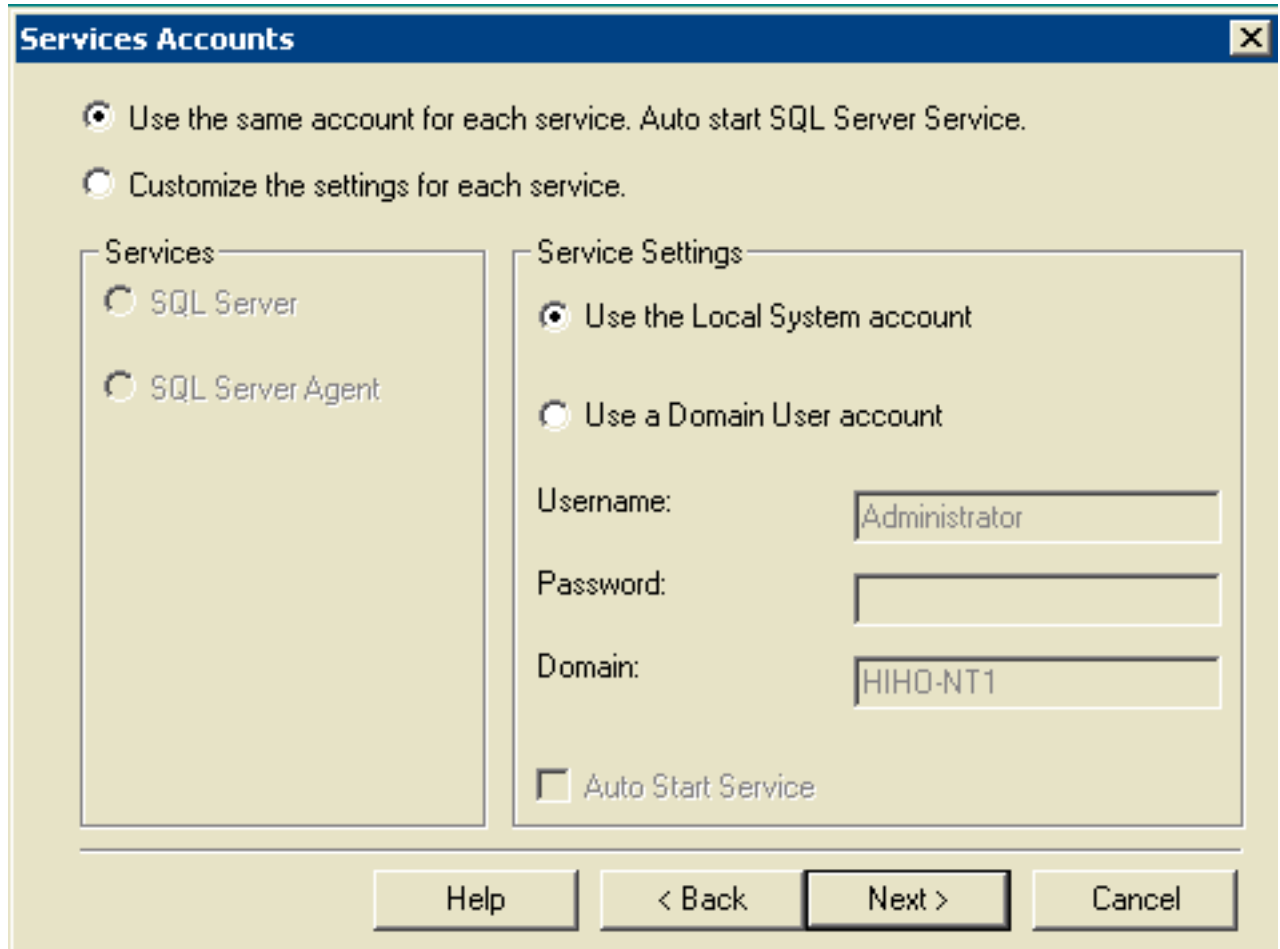 Services Accounts
Use the same account for each service. Auto start SQL Server Service.
Customize the settings for each service.
Services
SQL Server
SQL Server Agent
Service Settings
Use the Local System account
Use a Domain User account
Username:
Administrator
Password:
Domain:
HIHO-NT1
Auto Start Service
Help
< Back
Next >
Cancel